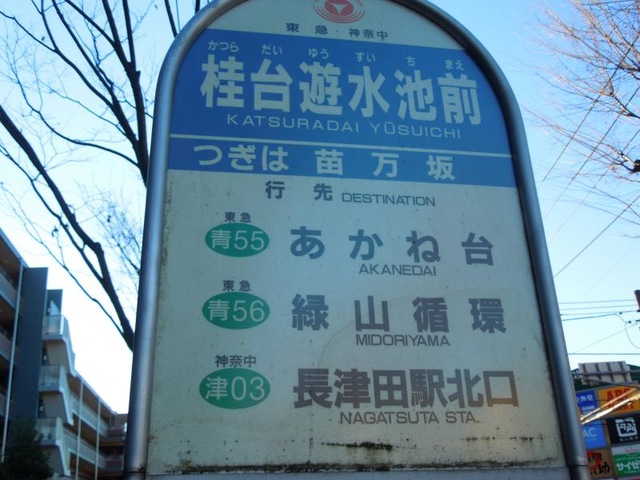 東急・神奈中
かつら だい ゆう すい ち まえ
桂台遊水池前
KATSURADAI YŪSUICHI
つぎは 苗万坂
行先 DESTINATION
東急
青55 あかね台
AKANEDAI
東急
青56 緑山循環
MIDORIYAMA
神奈中
津03 長津田駅北口
NAGATSUTA STA.